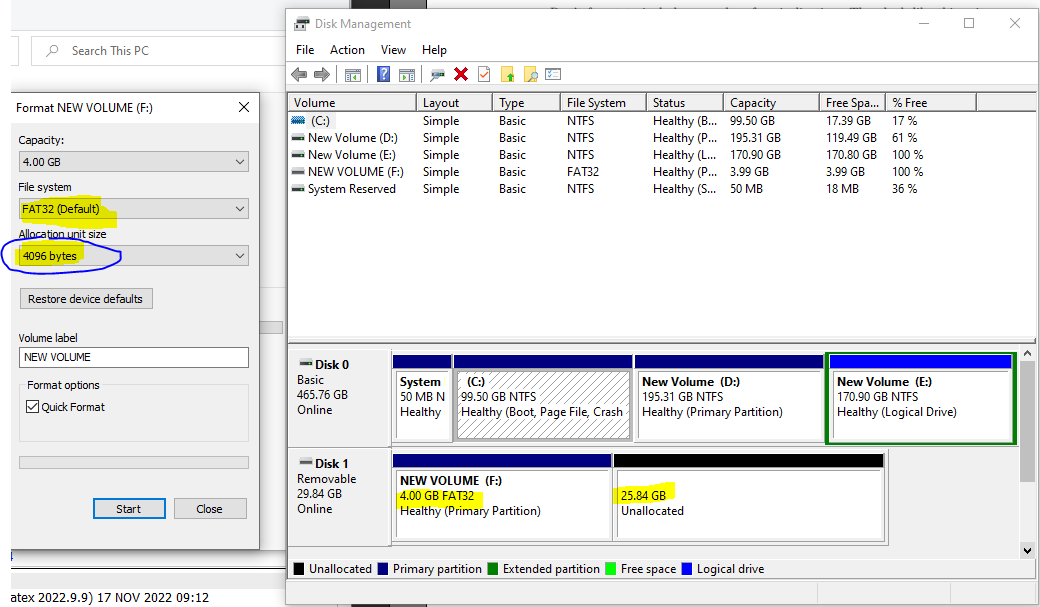 Search This PC
Format NEW VOLUME (F:)
Capacity:
4.00 GB
File system
FAT32 (Default)
Allocation unit size
4096 bytes
Restore device defaults
Volume label
NEW VOLUME
Format options
Quick Format
Start
Close
atex 2022.9.9) 17 NOV 2022 09:12
Disk Management
File Action View Help
Volume Layout Type File System Status Capacity Free Spa... % Free
(C:) Simple Basic NTFS Healthy (B... 99.50 GB 17.39 GB 17 %
New Volume (D:) Simple Basic NTFS Healthy (P... 195.31 GB 119.49 GB 61 %
New Volume (E:) Simple Basic NTFS Healthy (L... 170.90 GB 170.80 GB 100 %
NEW VOLUME (F:) Simple Basic FAT32 Healthy (P... 3.99 GB 3.99 GB 100 %
System Reserved Simple Basic NTFS Healthy (S... 50 MB 18 MB 36 %
Disk 0
Basic
465.76 GB
Online
System
50 MB N
Healthy
(C:)
99.50 GB NTFS
Healthy (Boot, Page File, Crash
New Volume (D:)
195.31 GB NTFS
Healthy (Primary Partition)
New Volume (E:)
170.90 GB NTFS
Healthy (Logical Drive)
Disk 1
Removable
29.84 GB
Online
NEW VOLUME (F:)
4.00 GB FAT32
Healthy (Primary Partition)
25.84 GB
Unallocated
Unallocated Primary partition Extended partition Free space Logical drive